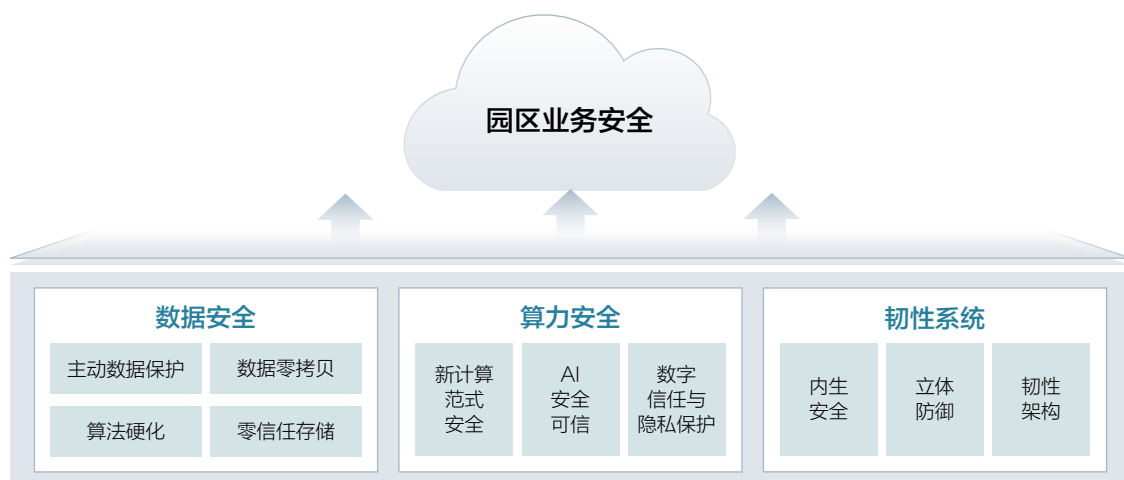 园区业务安全
数据安全
主动数据保护
数据零拷贝
算法硬化
零信任存储
算力安全
新计算
范式
安全
AI
安全
可信
数字
信任与
隐私保护
韧性系统
内生
安全
立体
防御
韧性
架构